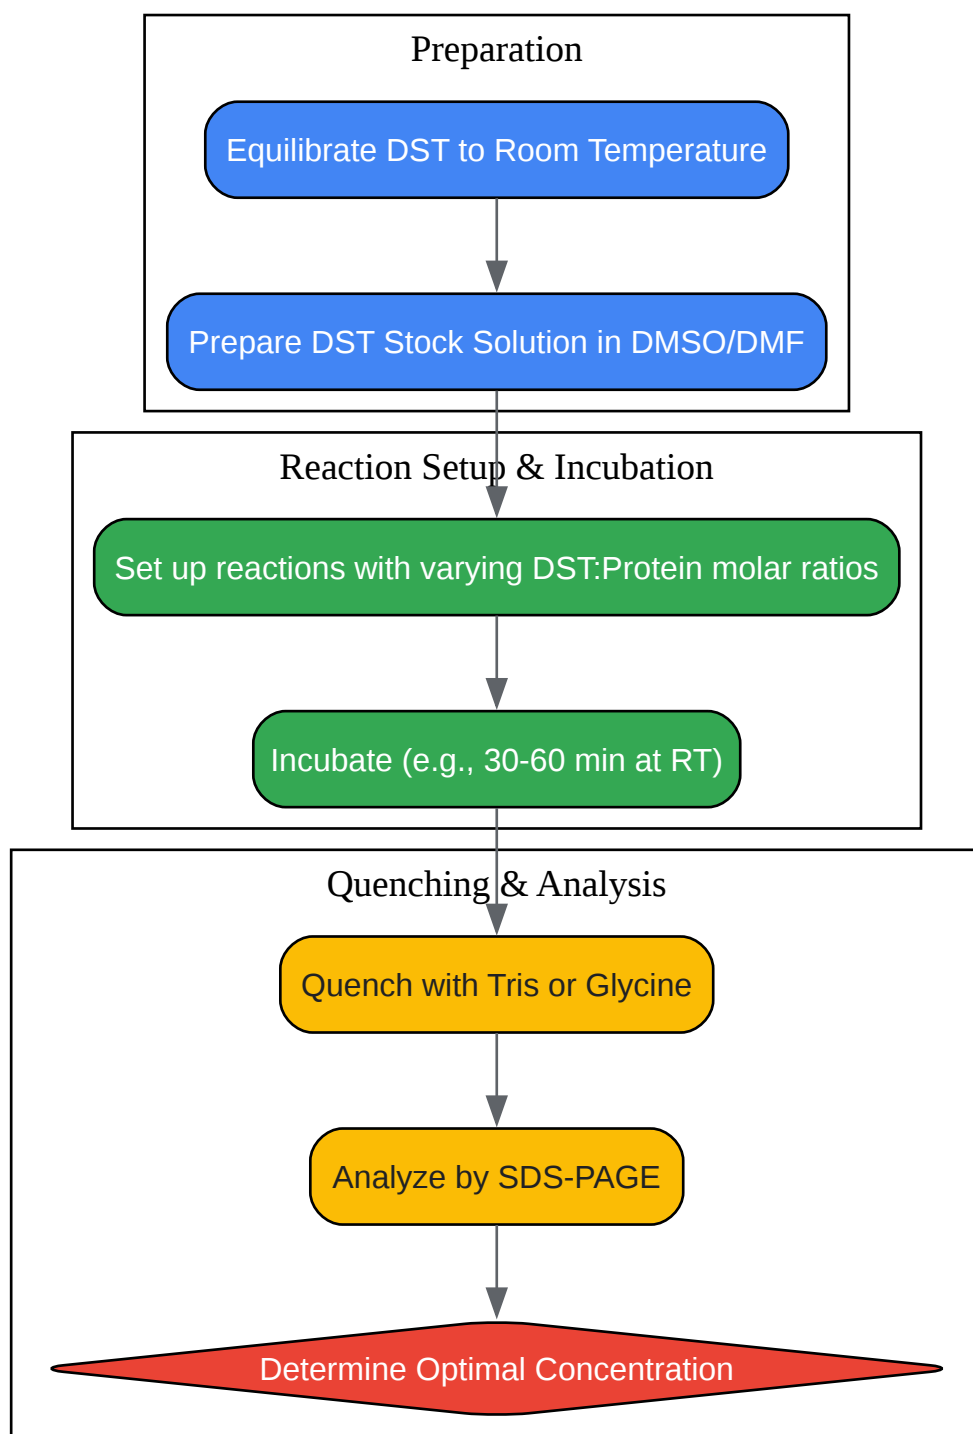 Preparation
Equilibrate DST to Room Temperature
Prepare DST Stock Solution in DMSO/DMF
Reaction Setup & Incubation
Set up reactions with varying DST:Protein molar ratios
Incubate (e.g., 30-60 min at RT)
Quenching & Analysis
Quench with Tris or Glycine
Analyze by SDS-PAGE
Determine Optimal Concentration